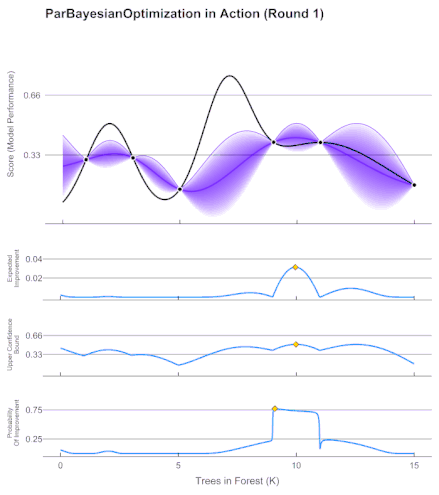 ParBayesianOptimization in Action (Round 1)
Score (Model Performance)
0.66
0.33
Expected
Improvement
0.04
0.02
Upper Confidence
Bound
0.66
0.33
Probability
Of Improvement
0.75
0.25
0 5 10 15
Trees in Forest (K)